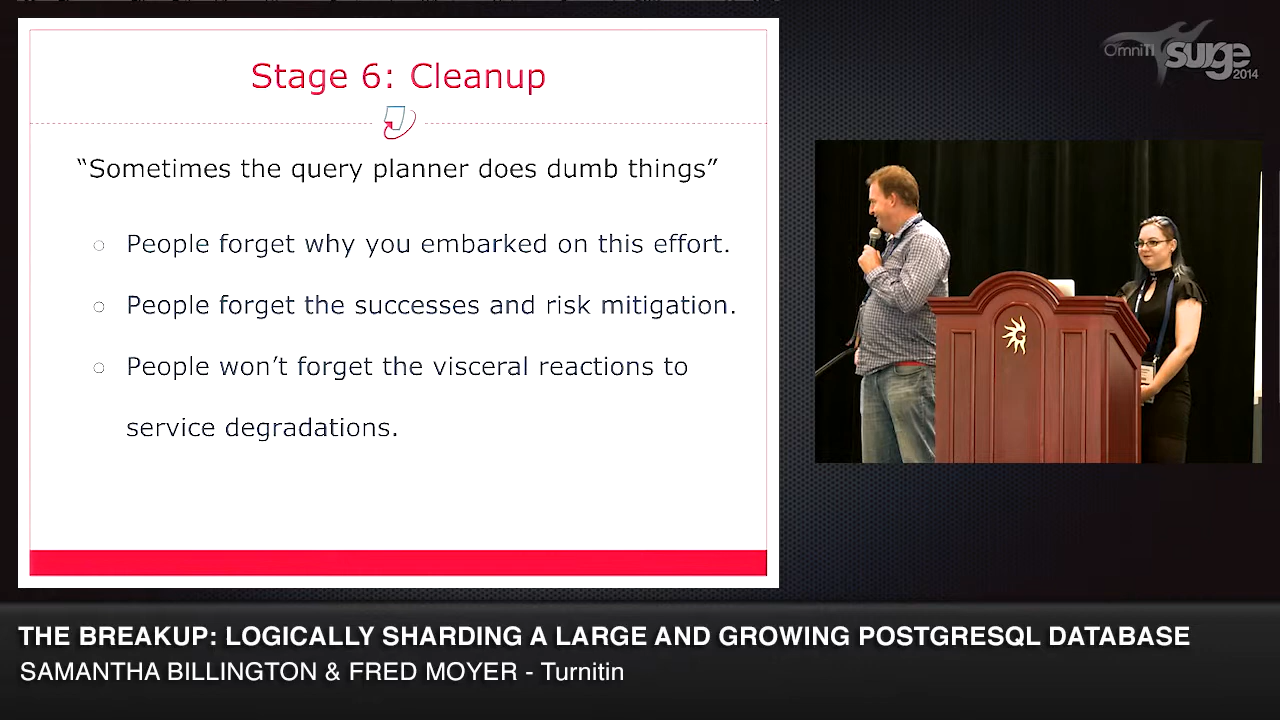 Stage 6: Cleanup
“Sometimes the query planner does dumb things”
People forget why you embarked on this effort.
People forget the successes and risk mitigation.
People won’t forget the visceral reactions to
service degradations.
OmniTI
surge
2014
THE BREAKUP: LOGICALLY SHARDING A LARGE AND GROWING POSTGRESQL DATABASE
SAMANTHA BILLINGTON & FRED MOYER - Turnitin